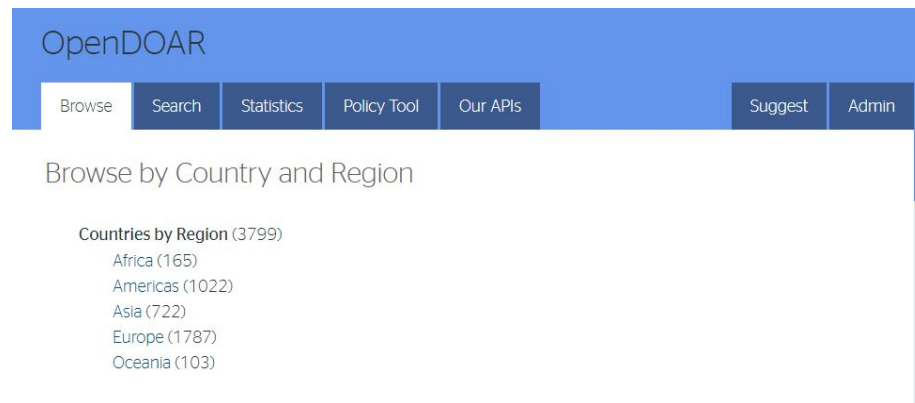 OpenDOAR
Browse Search Statistics Policy Tool Our APIs Suggest Admin
Browse by Country and Region
Countries by Region (3799)
Africa (165)
Americas (1022)
Asia (722)
Europe (1787)
Oceania (103)